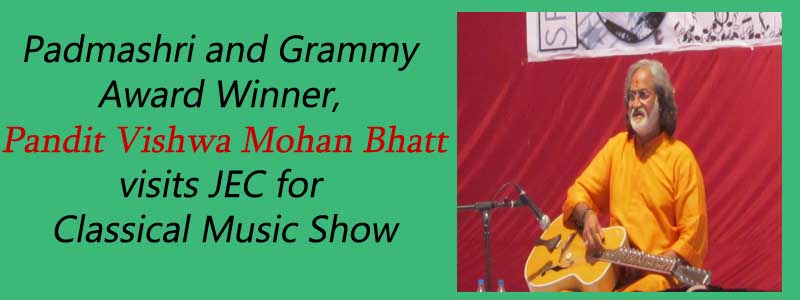 Padmashri and Grammy
Award Winner,
Pandit Vishwa Mohan Bhatt
visits JEC for
Classical Music Show